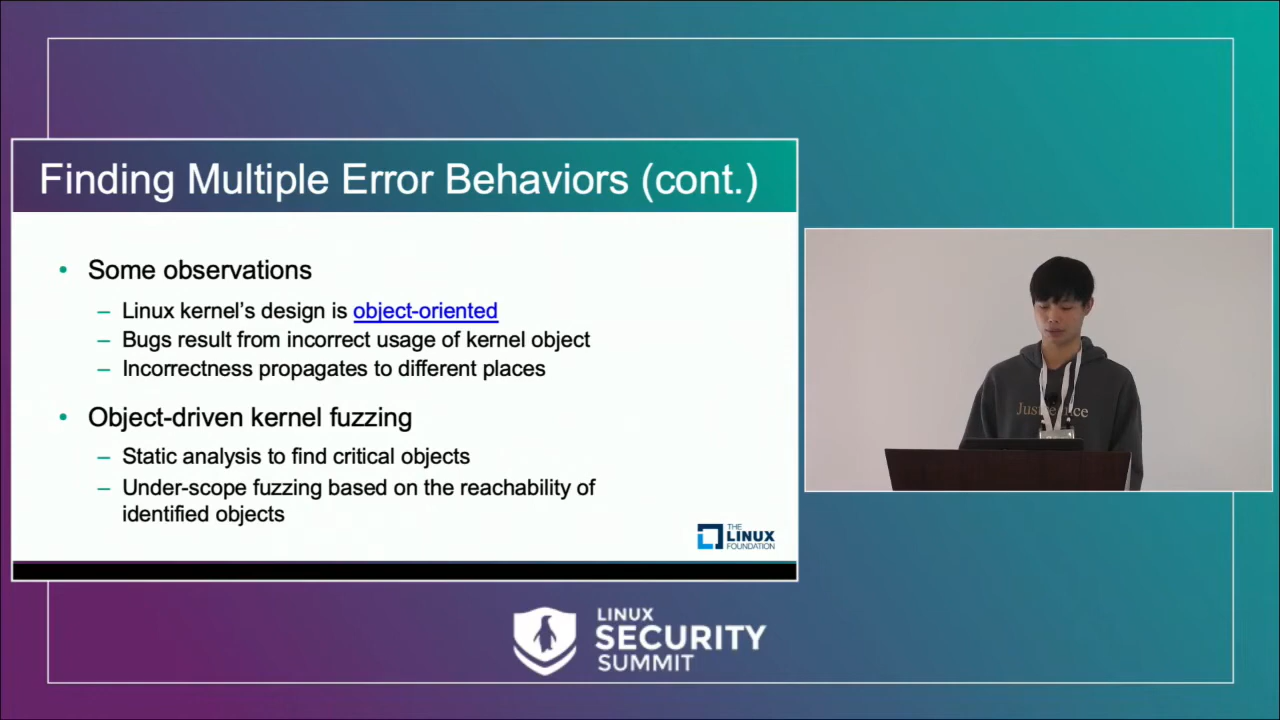 Finding Multiple Error Behaviors (cont.)
• Some observations
– Linux kernel’s design is object-oriented
– Bugs result from incorrect usage of kernel object
– Incorrectness propagates to different places
• Object-driven kernel fuzzing
– Static analysis to find critical objects
– Under-scope fuzzing based on the reachability of
identified objects
THE
LINUX
FOUNDATION
LINUX
SECURITY
SUMMIT